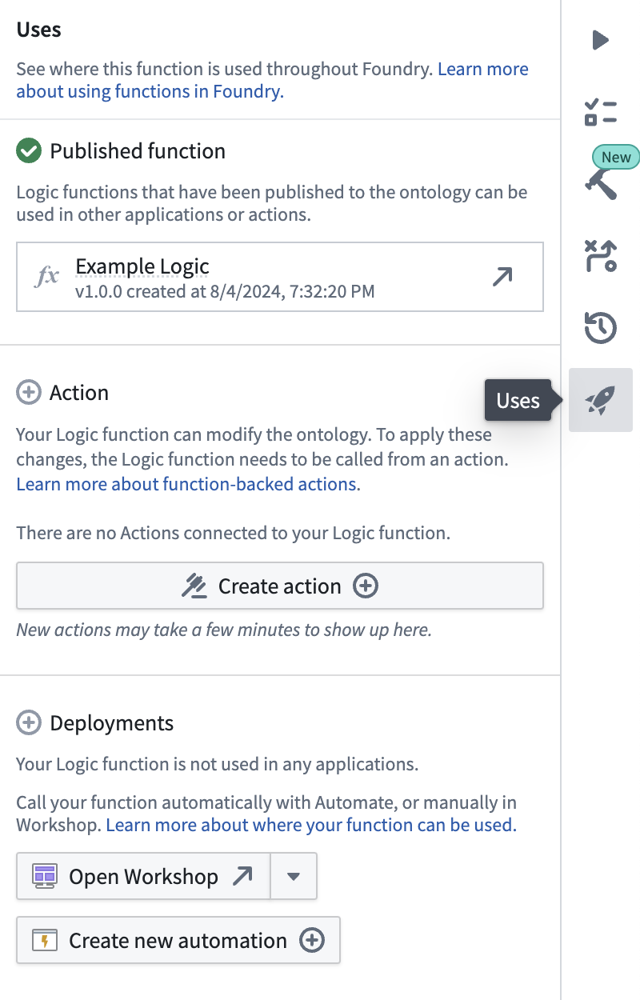 Uses
See where this function is used throughout Foundry. Learn more
about using functions in Foundry.
Published function
Logic functions that have been published to the ontology can be
used in other applications or actions.
fx
Example Logic
v1.0.0 created at 8/4/2024, 7:32:20 PM
Action
Your Logic function can modify the ontology. To apply these
changes, the Logic function needs to be called from an action.
Learn more about function-backed actions.
There are no Actions connected to your Logic function.
Create action
New actions may take a few minutes to show up here.
Deployments
Your Logic function is not used in any applications.
Call your function automatically with Automate, or manually in
Workshop. Learn more about where your function can be used.
Open Workshop
Create new automation
New
Uses